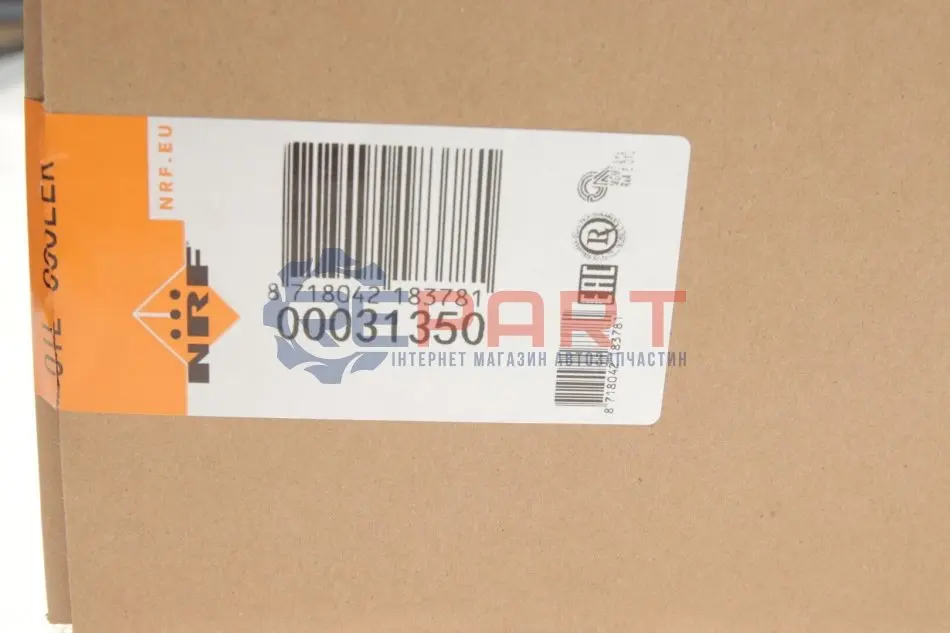 OIL COOLER
NRF.EU
NRF
8 718042 183781
00031350
PART
ІНТЕРНЕТ МАГАЗИН АВТОЗАПЧАСТИН
R
EAC
8 718042 183781